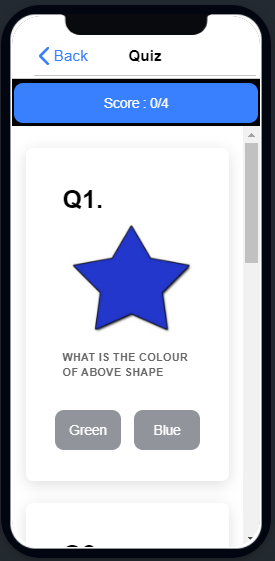 Back Quiz
Score : 0/4
Q1.
WHAT IS THE COLOUR
OF ABOVE SHAPE
Green Blue